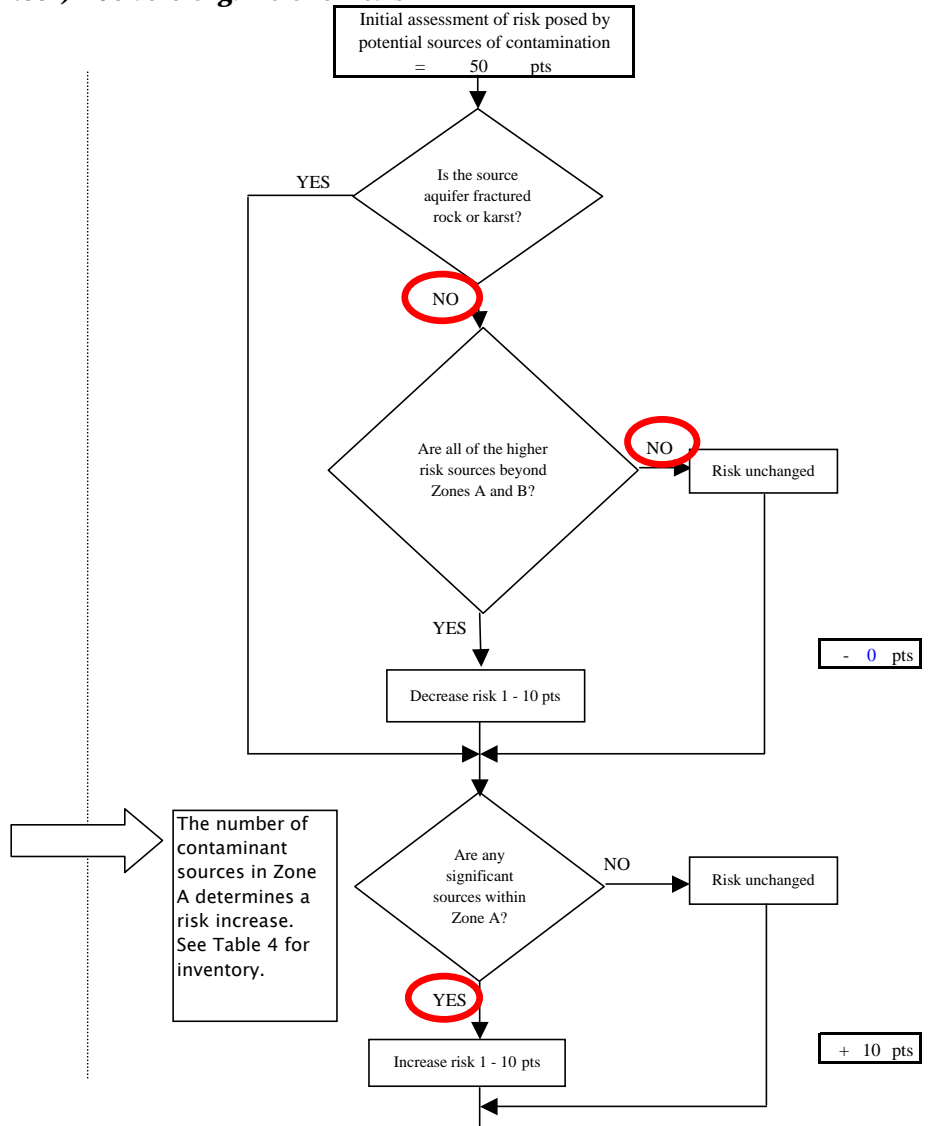 Initial assessment of risk posed by
potential sources of contamination
= 50 pts
Is the source
aquifer fractured
rock or karst?
YES
NO
Are all of the higher
risk sources beyond
Zones A and B?
NO
Risk unchanged
YES
- 0 pts
Decrease risk 1 - 10 pts
The number of
contaminant
sources in Zone
A determines a
risk increase.
See Table 4 for
inventory.
Are any
significant
sources within
Zone A?
NO
Risk unchanged
YES
Increase risk 1 - 10 pts
+ 10 pts